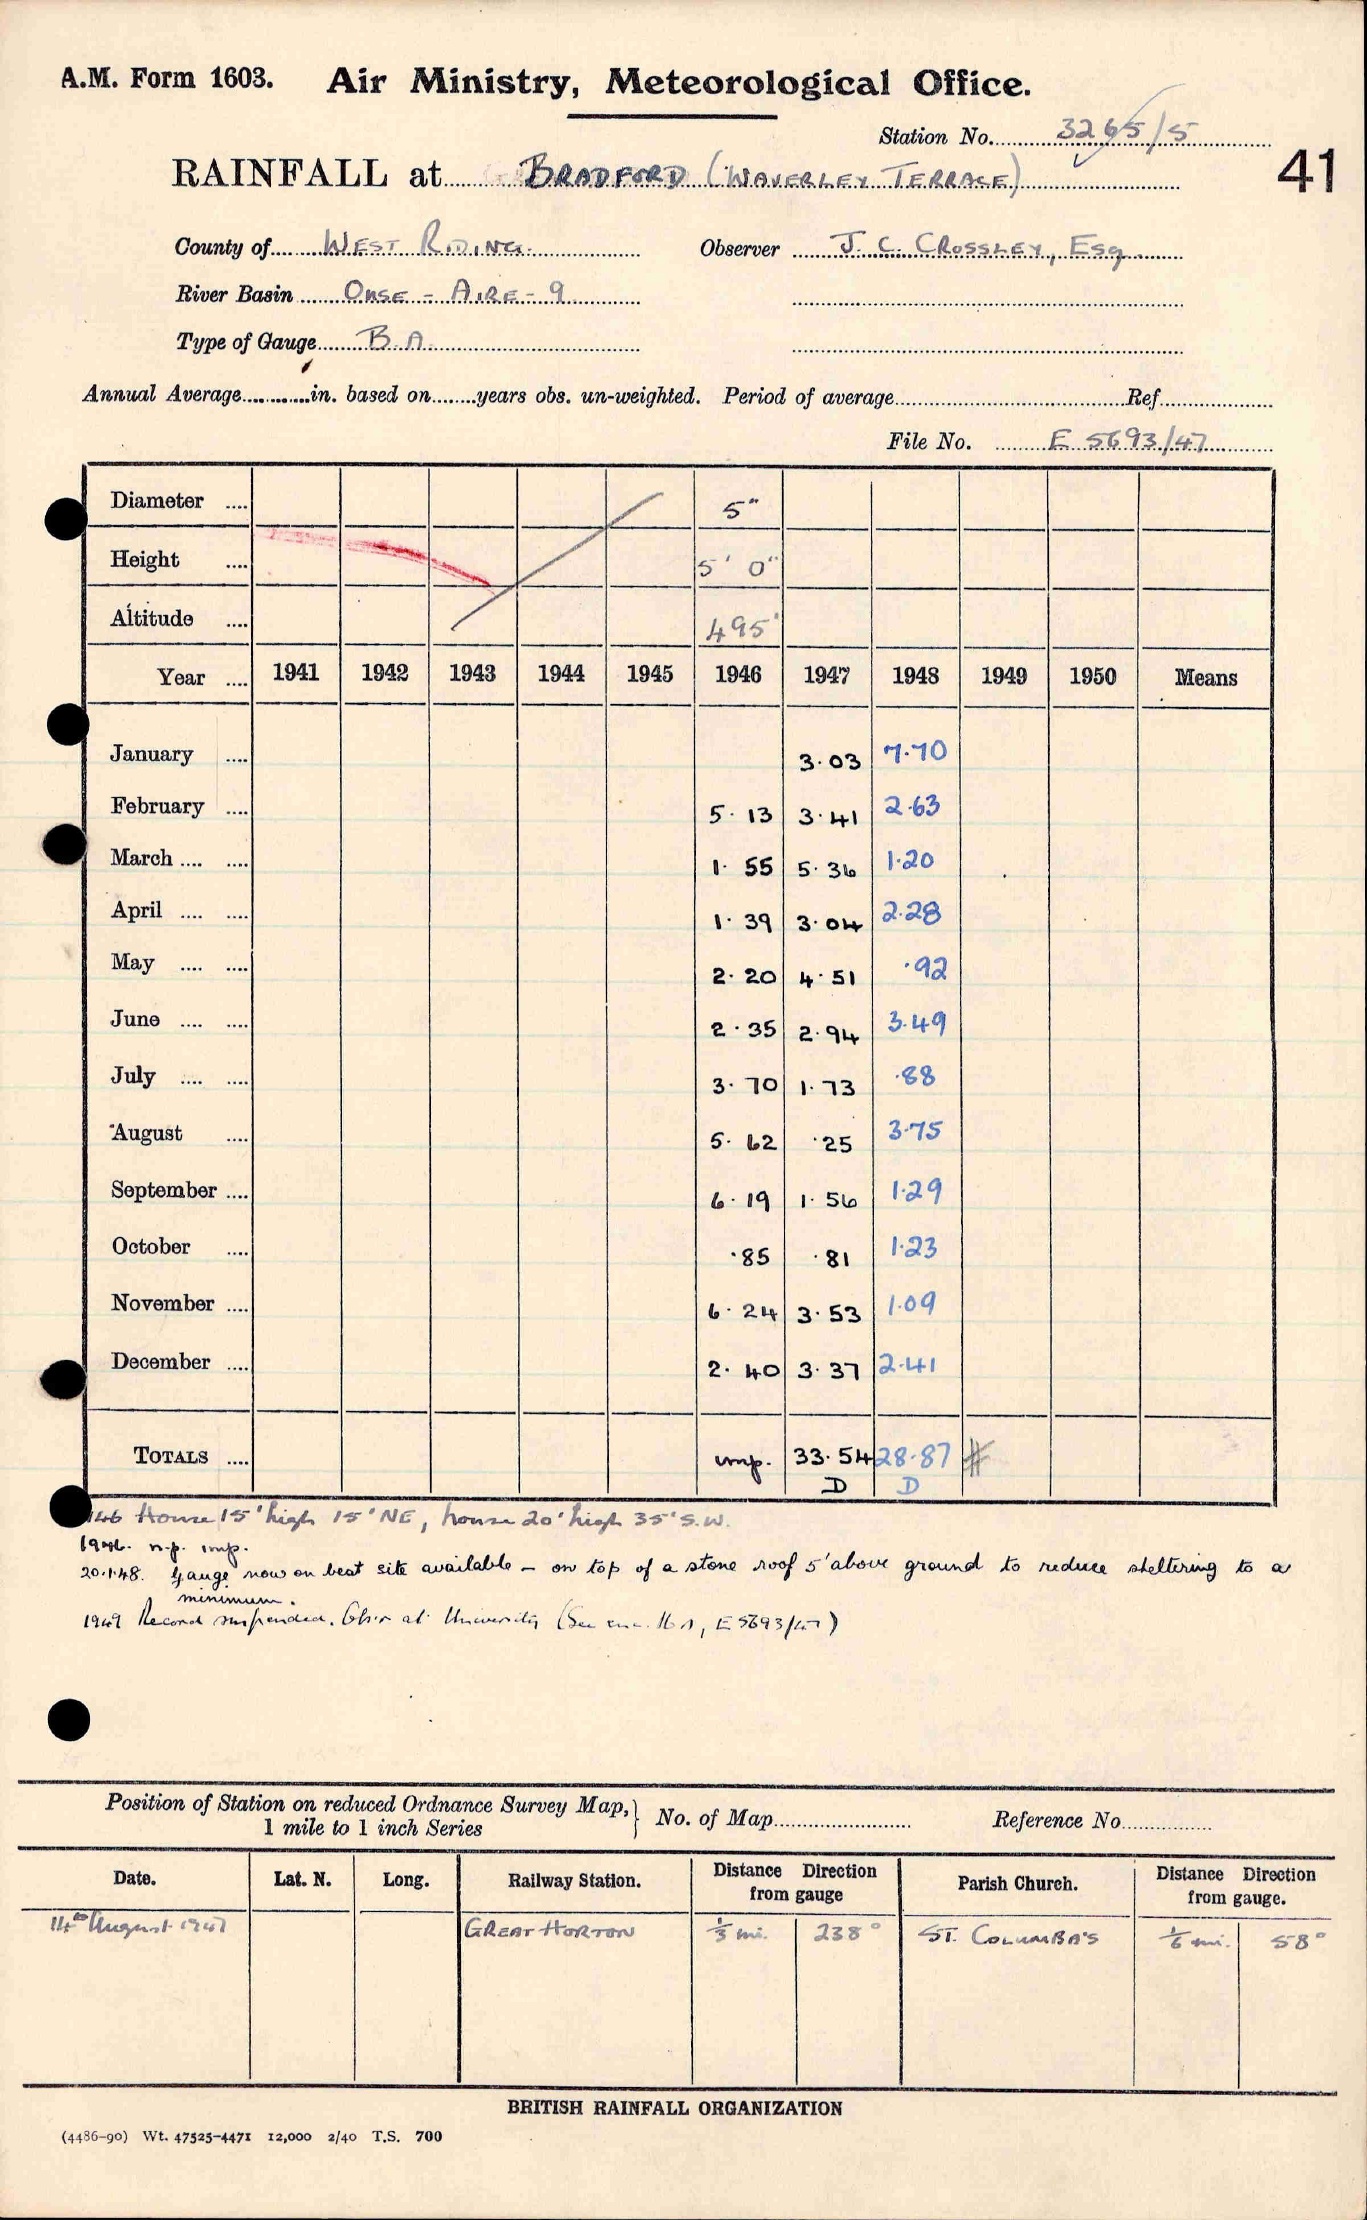 A.M. Form 1603. Air Ministry, Meteorological Office.
Station No. 3265/5
41
RAINFALL at BRADFORD (WAVERLEY TERRACE)
County of WEST RIDING. Observer J. C. CROSSLEY, Esq.
River Basin OUSE - AIRE - 9
Type of Gauge B.A.
Annual Average............in. based on........years obs. un-weighted. Period of average........................Ref....................
File No. E 5693/47
Diameter .... 5"
Height .... 5' 0"
Altitude .... 495'
Year .... 1941 1942 1943 1944 1945 1946 1947 1948 1949 1950 Means
January .... 3.03 7.70
February .... 5.13 3.41 2.63
March .... .... 1.55 5.36 1.20
April .... .... 1.39 3.04 2.28
May .... .... 2.20 4.51 .92
June .... .... 2.35 2.94 3.49
July .... .... 3.70 1.73 .88
August .... 5.62 .25 3.75
September .... 6.19 1.56 1.29
October .... .85 .81 1.23
November .... 6.24 3.53 1.09
December .... 2.40 3.37 2.41
TOTALS .... imp. 33.54 28.87 #
D D
46 House 15' high 15' NE, house 20' high 35' S.W.
1946. n.p. imp.
20.1.48. Gauge now on best site available - on top of a stone roof 5' above ground to reduce sheltering to a
minimum.
1949 Record suspended. Obsr at University (See enc. 16A, E 5693/47)
Position of Station on reduced Ordnance Survey Map, } No. of Map........................ Reference No...............
1 mile to 1 inch Series
Date. Lat. N. Long. Railway Station. Distance Direction from gauge Parish Church. Distance Direction from gauge.
14th August 1947 GREAT HORTON 1/3 mi. 238° ST. COLUMBA'S 1/6 mi. 58°
BRITISH RAINFALL ORGANIZATION
(4486-90) Wt. 47525-4471 12,000 2/40 T.S. 700